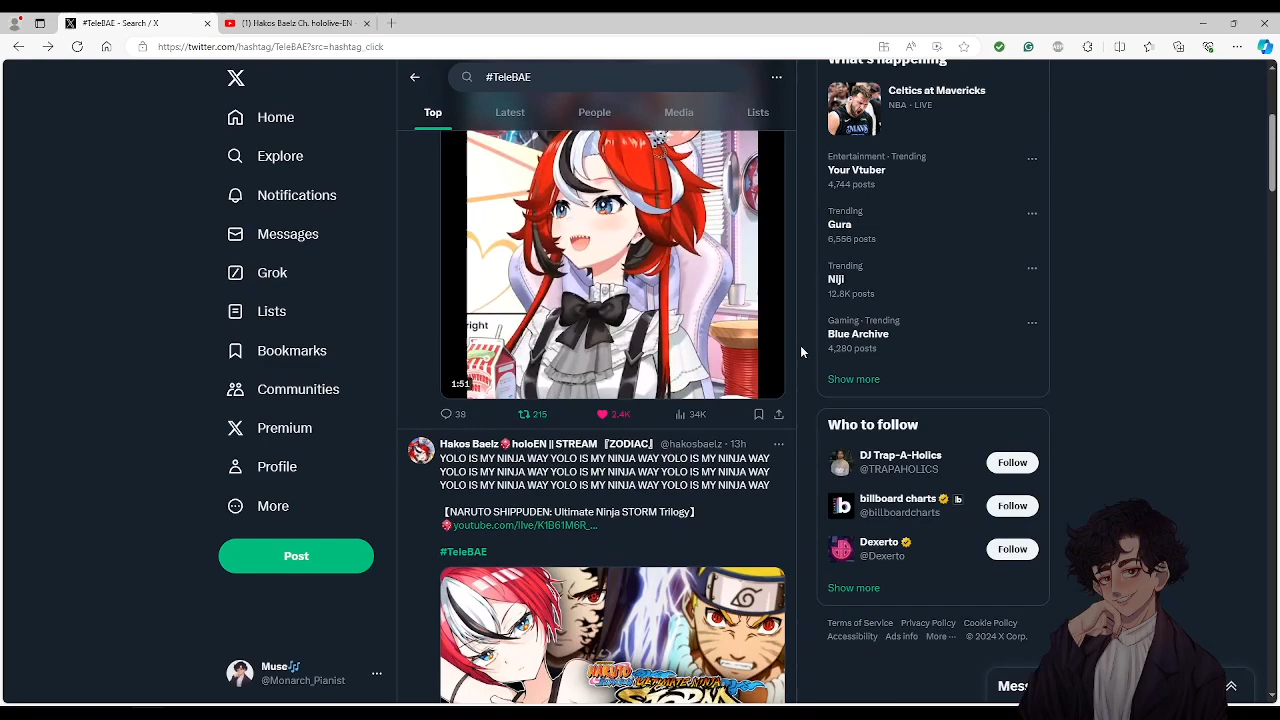 #TeleBAE - Search / X
(1) Hakos Baelz Ch. hololive-EN -
https://twitter.com/hashtag/TeleBAE?src=hashtag_click
#TeleBAE
Top
Latest
People
Media
Lists
Home
Explore
Notifications
Messages
Grok
Lists
Bookmarks
Communities
Premium
Profile
More
Post
Muse🎶
@Monarch_Pianist
right
1:51
38
215
2.4K
34K
Hakos Baelz🎲holoEN || STREAM 『ZODIAC』 @hakosbaelz · 13h
YOLO IS MY NINJA WAY YOLO IS MY NINJA WAY YOLO IS MY NINJA WAY
YOLO IS MY NINJA WAY YOLO IS MY NINJA WAY YOLO IS MY NINJA WAY
YOLO IS MY NINJA WAY YOLO IS MY NINJA WAY YOLO IS MY NINJA WAY
【NARUTO SHIPPUDEN: Ultimate Ninja STORM Trilogy】
🎲youtube.com/live/K1B61M6R_...
#TeleBAE
NARUTO
ULTIMATE NINJA
STORM
What's happening
Celtics at Mavericks
NBA · LIVE
Entertainment · Trending
Your Vtuber
4,744 posts
Trending
Gura
6,556 posts
Trending
Niji
12.8K posts
Gaming · Trending
Blue Archive
4,280 posts
Show more
Who to follow
DJ Trap-A-Holics
@TRAPAHOLICS
Follow
billboard charts
@billboardcharts
Follow
Dexerto
@Dexerto
Follow
Show more
Terms of Service Privacy Policy Cookie Policy
Accessibility Ads info More ··· © 2024 X Corp.
Mess